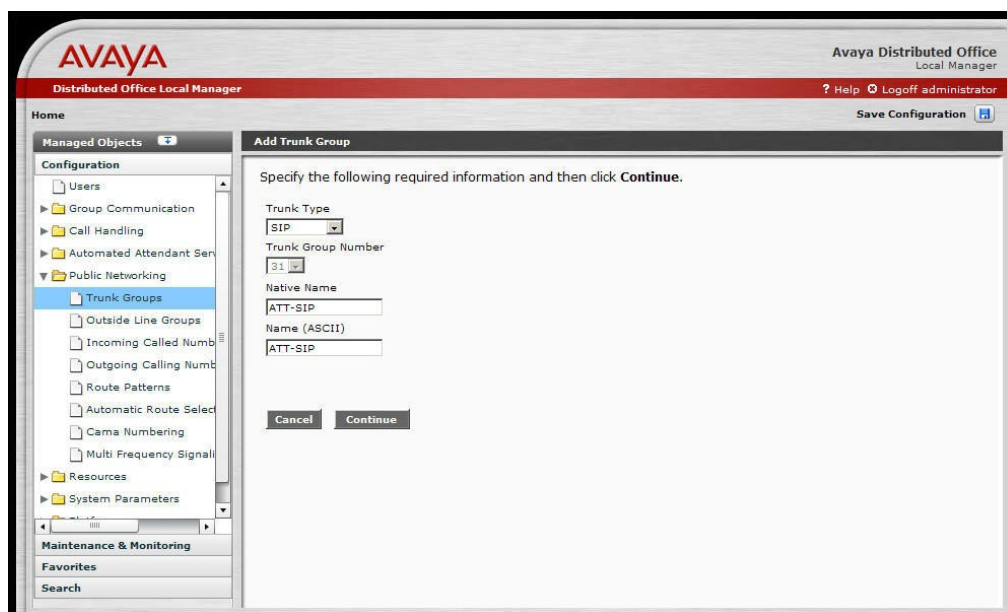 AVAYA
Avaya Distributed Office
Local Manager
Distributed Office Local Manager
? Help Logoff administrator
Home
Save Configuration
Managed Objects
Configuration
Users
Group Communication
Call Handling
Automated Attendant Serv
Public Networking
Trunk Groups
Outside Line Groups
Incoming Called Numb
Outgoing Calling Numb
Route Patterns
Automatic Route Select
Cama Numbering
Multi Frequency Signali
Resources
System Parameters
Maintenance & Monitoring
Favorites
Search
Add Trunk Group
Specify the following required information and then click Continue.
Trunk Type
SIP
Trunk Group Number
31
Native Name
ATT-SIP
Name (ASCII)
ATT-SIP
Cancel Continue